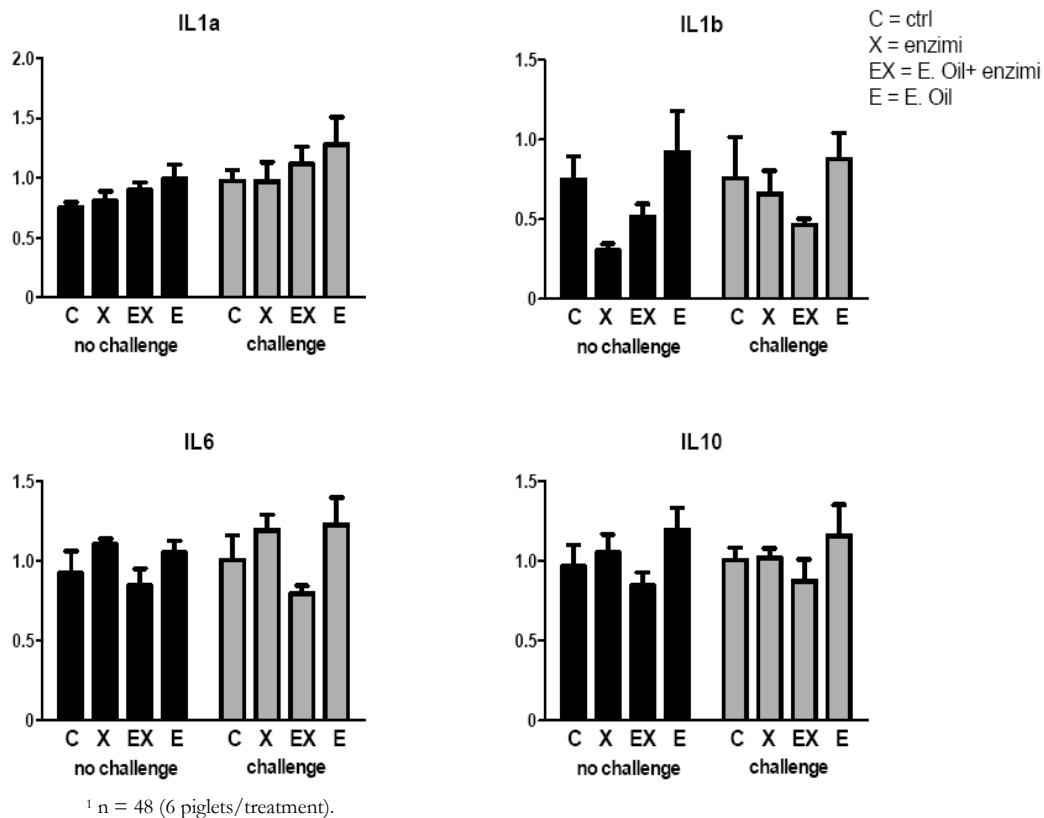 IL1a
2.0
1.5
1.0
0.5
0
C X EX E C X EX E
no challenge challenge
IL1b
1.5
1.0
0.5
0
C X EX E C X EX E
no challenge challenge
C = ctrl
X = enzimi
EX = E. Oil+ enzimi
E = E. Oil
IL6
1.5
1.0
0.5
0
C X EX E C X EX E
no challenge challenge
IL10
1.5
1.0
0.5
0
C X EX E C X EX E
no challenge challenge
¹ n = 48 (6 piglets/treatment).